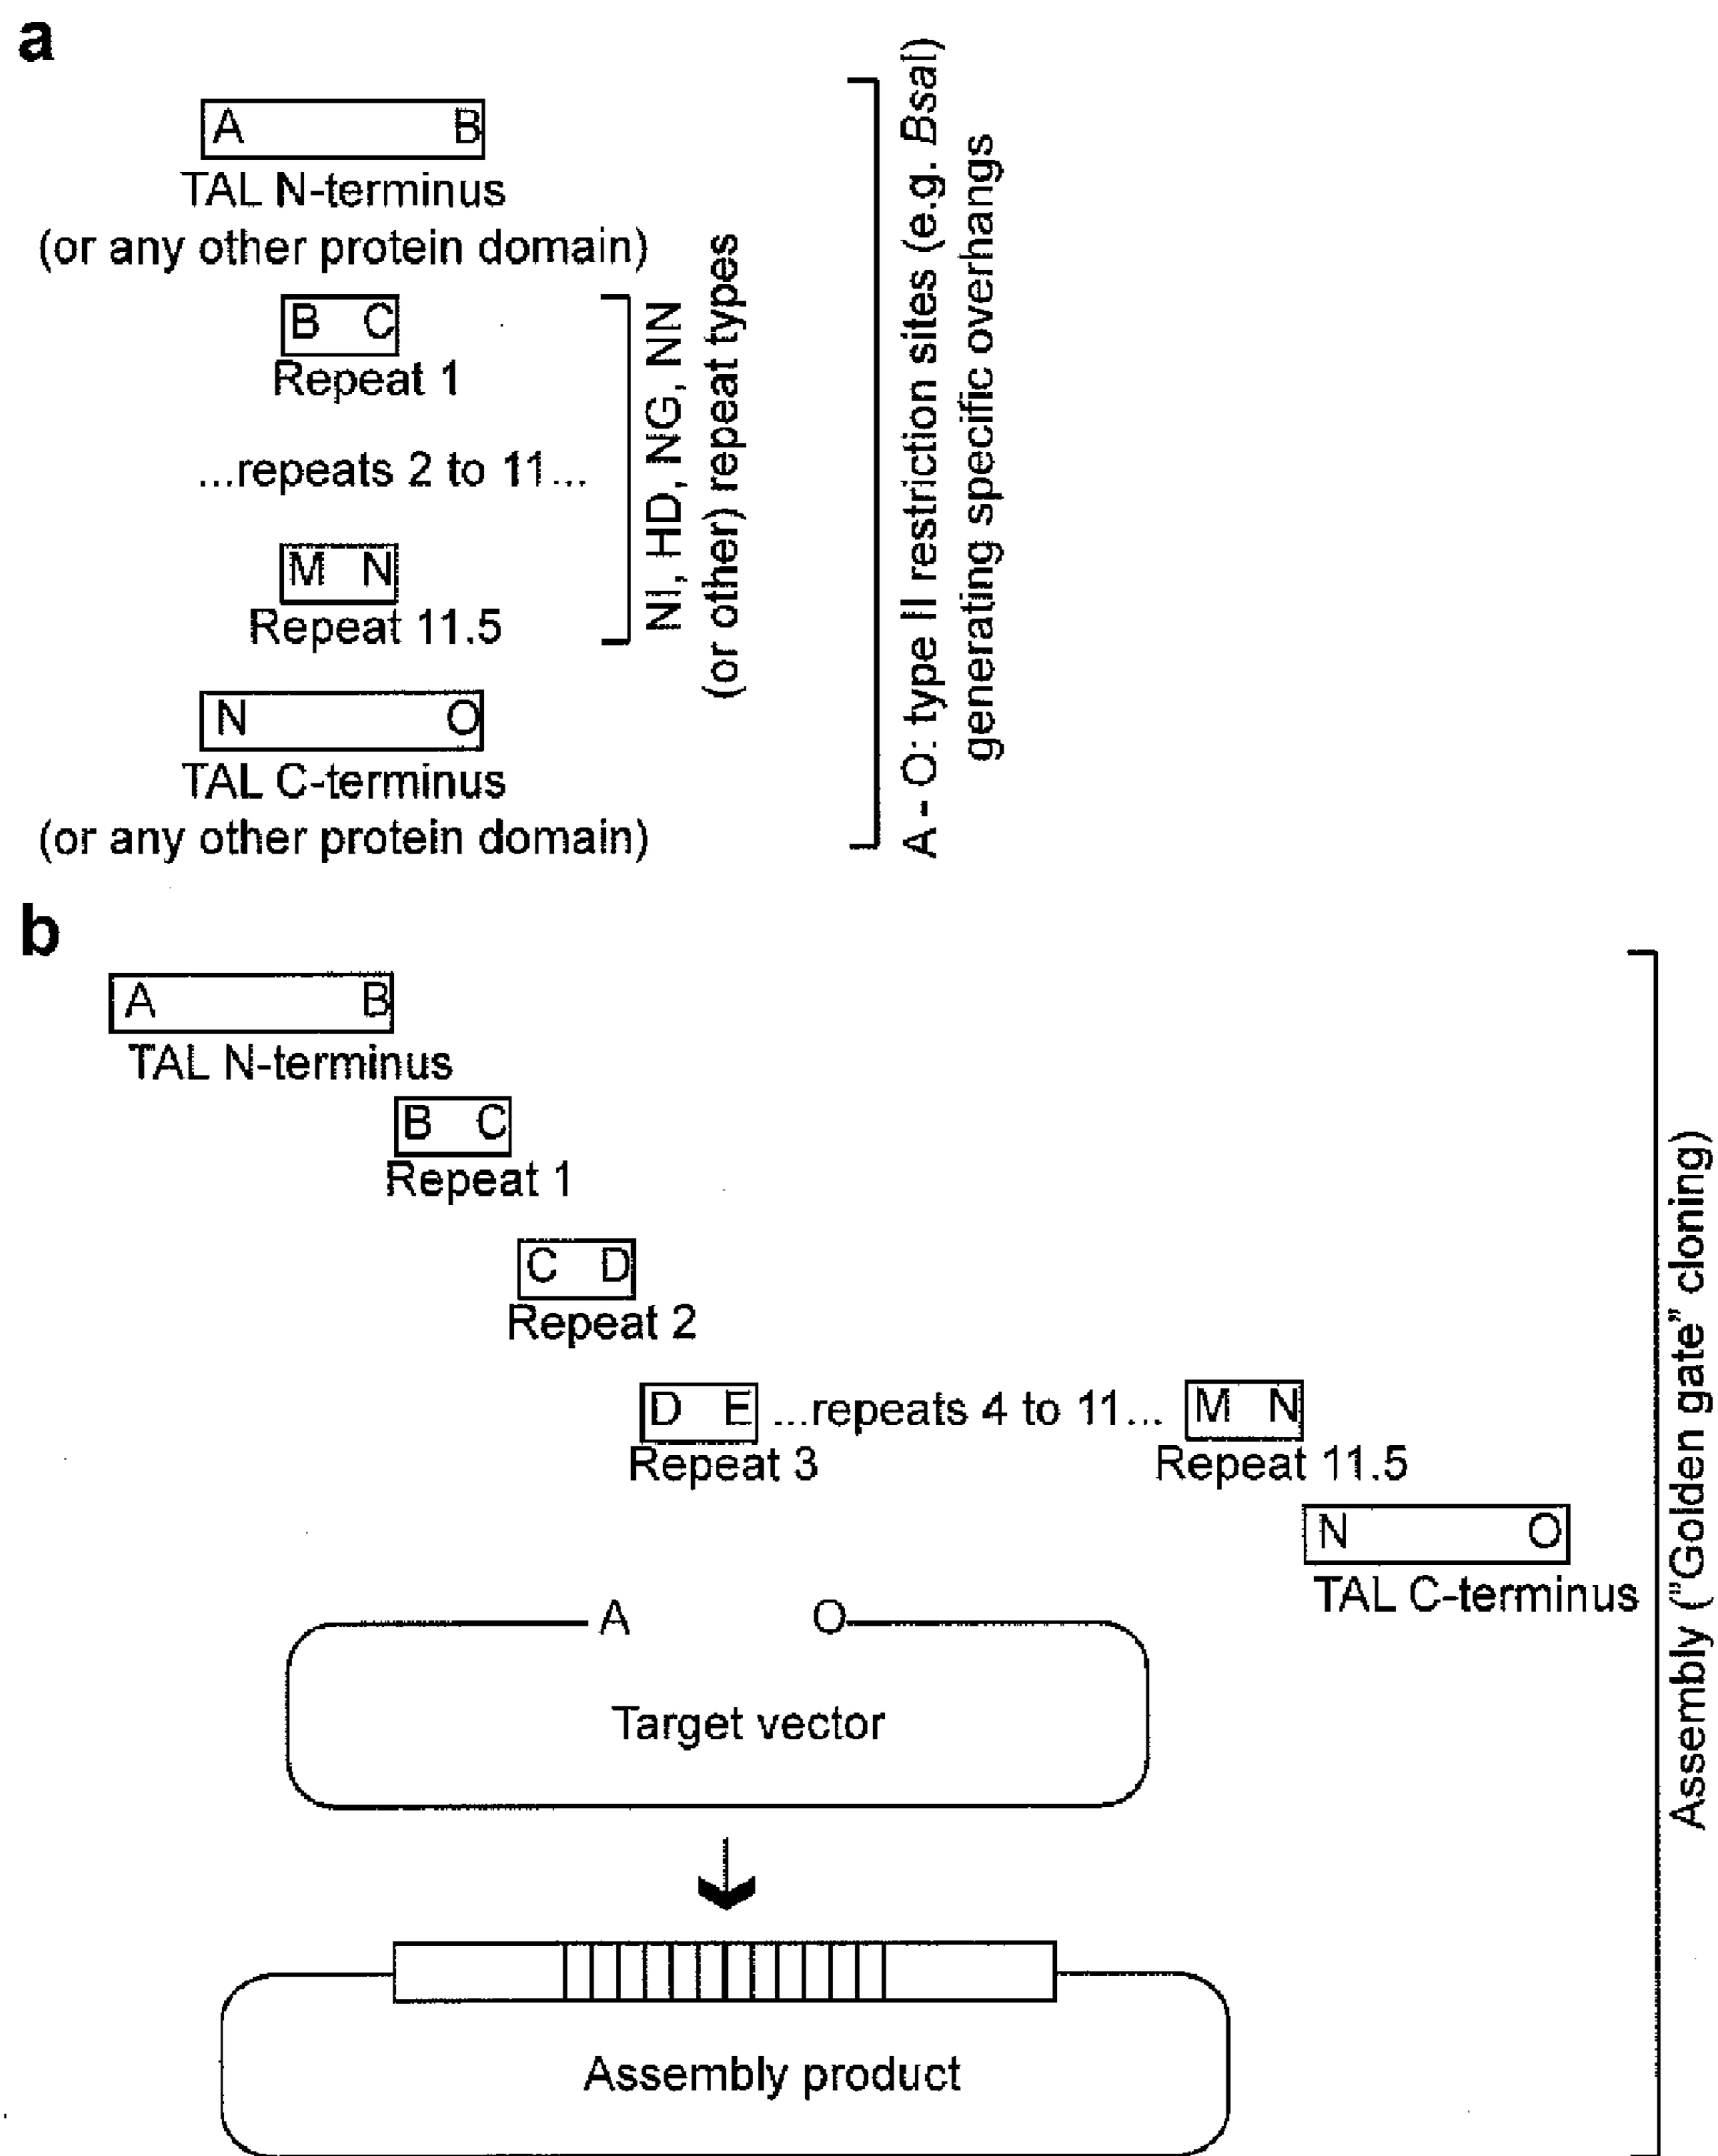 a
A B
TAL N-terminus
(or any other protein domain)
B C
Repeat 1
...repeats 2 to 11...
M N
Repeat 11.5
N O
TAL C-terminus
(or any other protein domain)
NI, HD, NG, NN
(or other) repeat types
A - O: type II restriction sites (e.g. BsaI)
generating specific overhangs
b
A B
TAL N-terminus
B C
Repeat 1
C D
Repeat 2
D E ...repeats 4 to 11... M N
Repeat 3 Repeat 11.5
N O
TAL C-terminus
A O
Target vector
Assembly product
Assembly ("Golden gate" cloning)